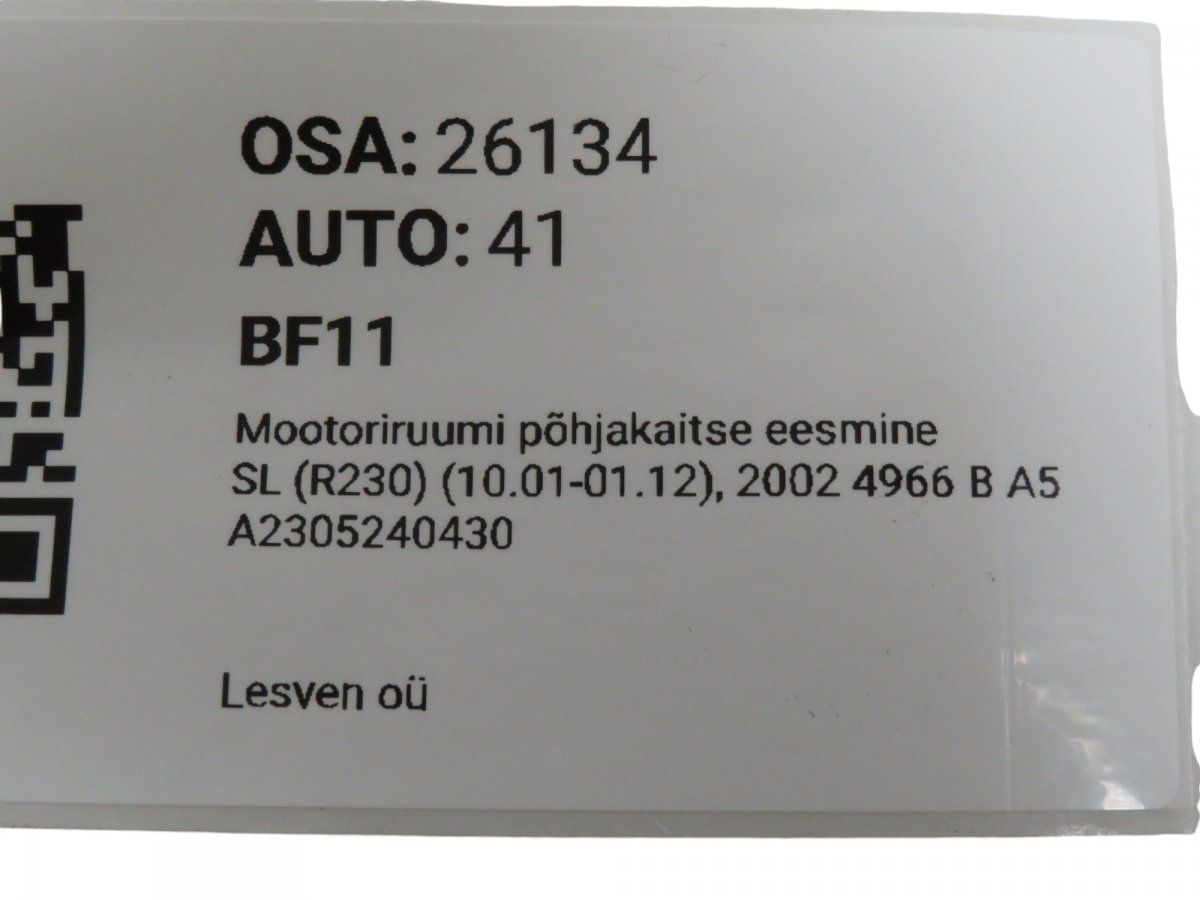 OSA: 26134
AUTO: 41
BF11
Mootoriruumi põhjakaitse eesmine
SL (R230) (10.01-01.12), 2002 4966 B A5
A2305240430
Lesven oü